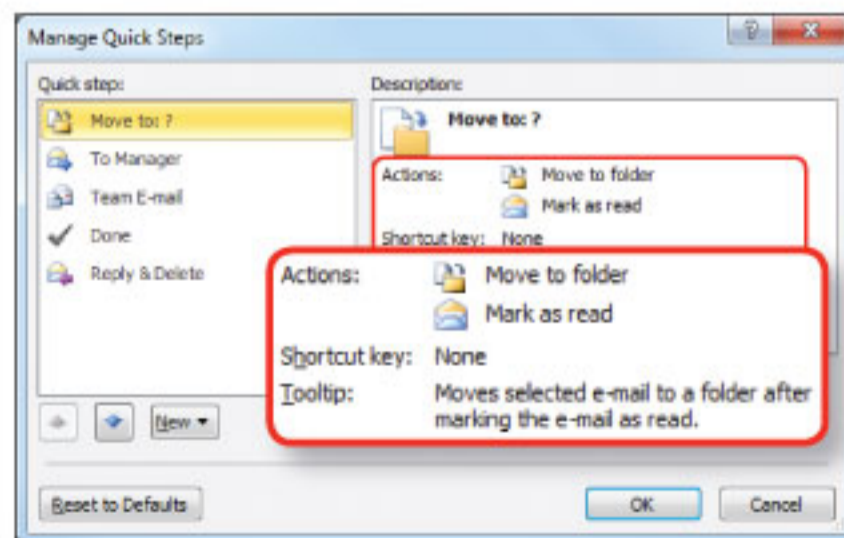 Manage Quick Steps
Quick step:
Move to: ?
To Manager
Team E-mail
Done
Reply & Delete
New
Description:
Move to: ?
Actions: Move to folder
Mark as read
Shortcut key: None
Actions: Move to folder
Mark as read
Shortcut key: None
Tooltip: Moves selected e-mail to a folder after
marking the e-mail as read.
Reset to Defaults OK Cancel